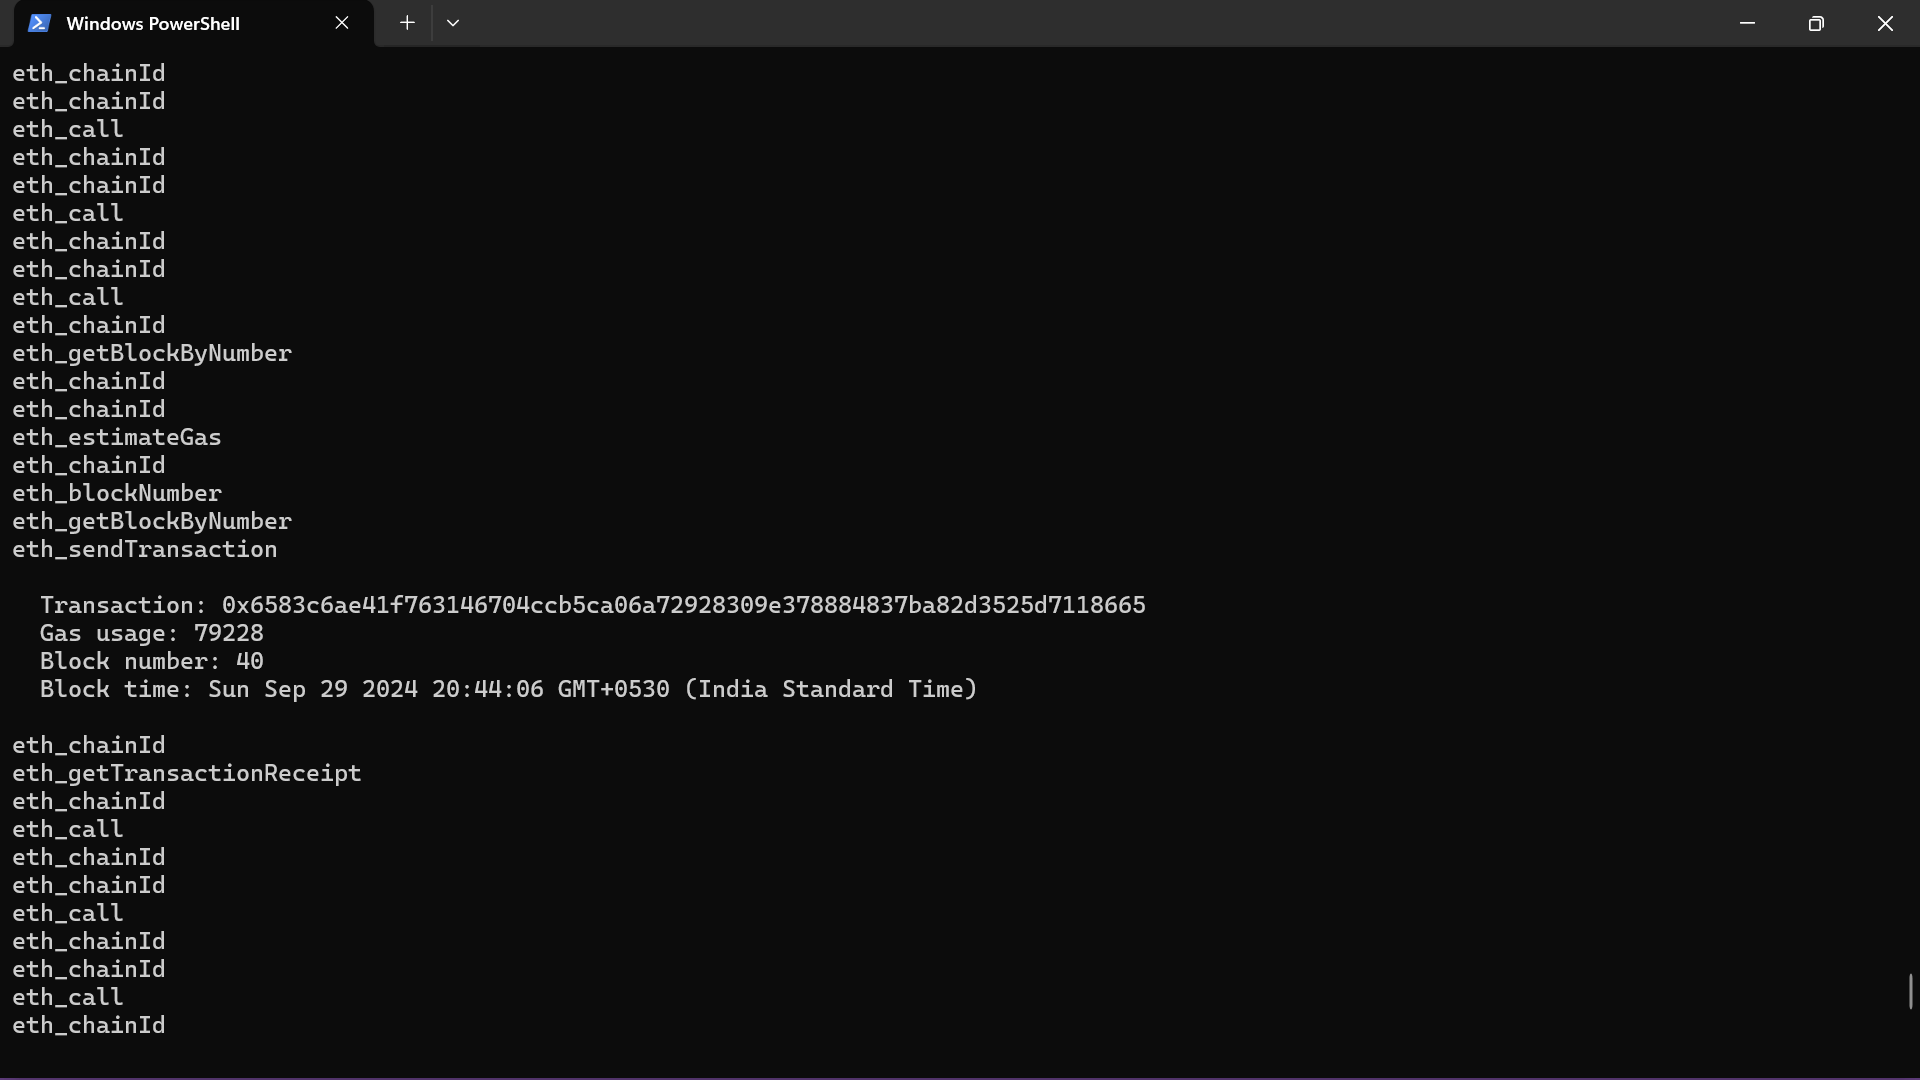 Windows PowerShell
eth_chainId
eth_chainId
eth_call
eth_chainId
eth_chainId
eth_call
eth_chainId
eth_chainId
eth_call
eth_chainId
eth_getBlockByNumber
eth_chainId
eth_chainId
eth_estimateGas
eth_chainId
eth_blockNumber
eth_getBlockByNumber
eth_sendTransaction
Transaction: 0x6583c6ae41f763146704ccb5ca06a72928309e378884837ba82d3525d7118665
Gas usage: 79228
Block number: 40
Block time: Sun Sep 29 2024 20:44:06 GMT+0530 (India Standard Time)
eth_chainId
eth_getTransactionReceipt
eth_chainId
eth_call
eth_chainId
eth_chainId
eth_call
eth_chainId
eth_chainId
eth_call
eth_chainId